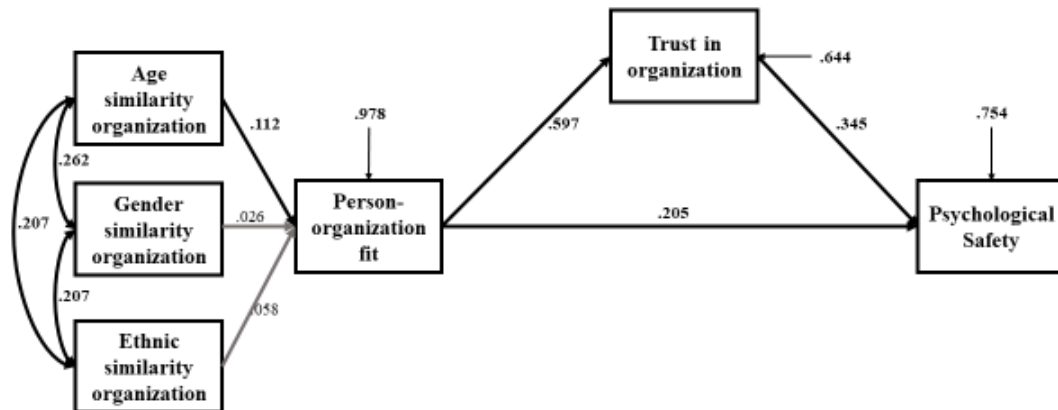 Age
similarity
organization
Gender
similarity
organization
Ethnic
similarity
organization
.262
.207
.207
.112
.026
.058
.978
Person-
organization
fit
.597
Trust in
organization
.644
.345
.205
.754
Psychological
Safety